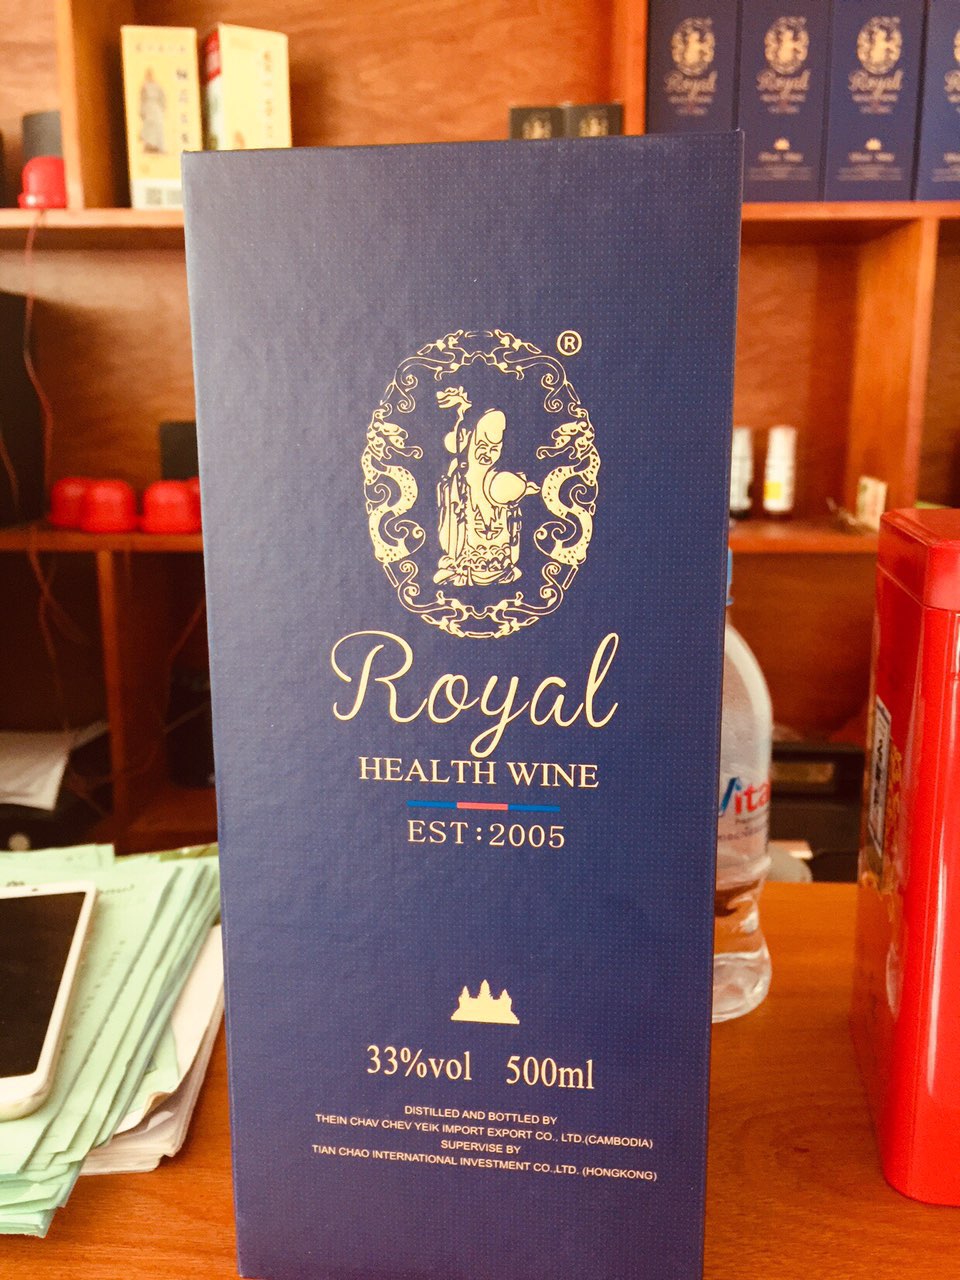 ®
Royal
HEALTH WINE
EST:2005
33%vol 500ml
DISTILLED AND BOTTLED BY
THEIN CHAV CHEV YEIK IMPORT EXPORT CO., LTD.(CAMBODIA)
SUPERVISE BY
TIAN CHAO INTERNATIONAL INVESTMENT CO.,LTD. (HONGKONG)
Royal
Royal
Royal
Royal
Vita